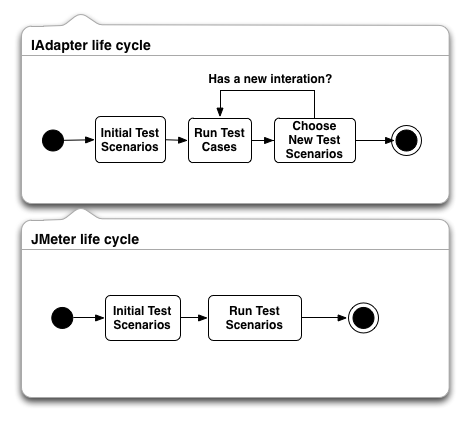 IAdapter life cycle
Has a new interation?
Initial Test
Scenarios
Run Test
Cases
Choose
New Test
Scenarios
JMeter life cycle
Initial Test
Scenarios
Run Test
Scenarios